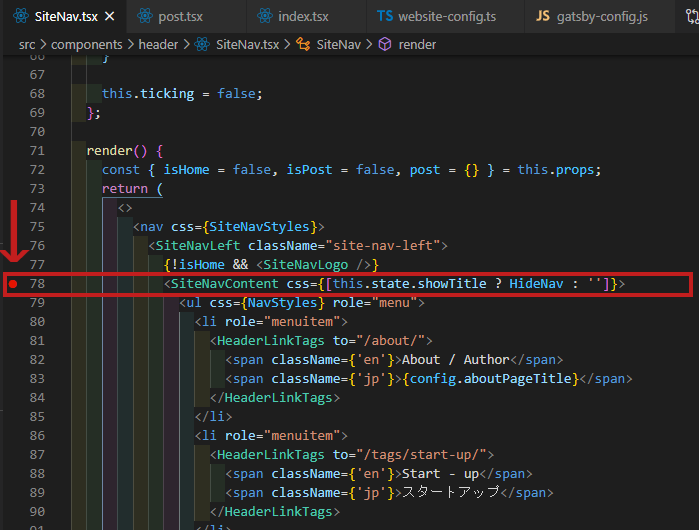 SiteNav.tsx post.tsx index.tsx TS website-config.ts JS gatsby-config.js
src > components > header > SiteNav.tsx > SiteNav > render
66 }
67
68 this.ticking = false;
69 };
70
71 render() {
72 const { isHome = false, isPost = false, post = {} } = this.props;
73 return (
74 <>
75 <nav css={SiteNavStyles}>
76 <SiteNavLeft className="site-nav-left">
77 {!isHome && <SiteNavLogo />}
78 <SiteNavContent css={[this.state.showTitle ? HideNav : '']}>
79 <ul css={NavStyles} role="menu">
80 <li role="menuitem">
81 <HeaderLinkTags to="/about/">
82 <span className={'en'}>About / Author</span>
83 <span className={'jp'}>{config.aboutPageTitle}</span>
84 </HeaderLinkTags>
85 </li>
86 <li role="menuitem">
87 <HeaderLinkTags to="/tags/start-up/">
88 <span className={'en'}>Start - up</span>
89 <span className={'jp'}>スタートアップ</span>
90 </HeaderLinkTags>
91 </li>